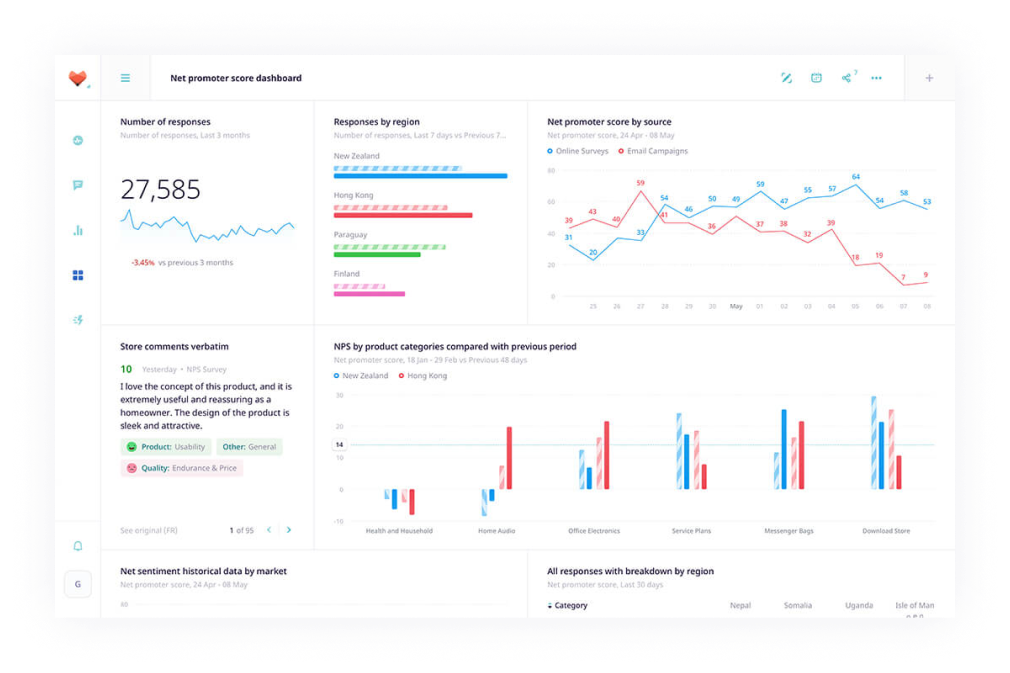 Net promoter score dashboard
Number of responses
Number of responses, Last 3 months
27,585
-3.45% vs previous 3 months
Responses by region
Number of responses, Last 7 days vs Previous 7...
New Zealand
Hong Kong
Paraguay
Finland
Net promoter score by source
Net promoter score, 24 Apr - 08 May
Online Surveys Email Campaigns
80
60
40
20
0
39 43 40 59 41 36 37 38 32 39 18 19 7 9
31 20 33 54 46 50 49 59 47 55 57 64 54 58 53
25 26 27 28 29 30 May 01 02 03 04 05 06 07 08
Store comments verbatim
10 Yesterday • NPS Survey
I love the concept of this product, and it is
extremely useful and reassuring as a
homeowner. The design of the product is
sleek and attractive.
Product: Usability Other: General
Quality: Endurance & Price
See original (FR) 1 of 95
NPS by product categories compared with previous period
Net promoter score, 18 Jan - 29 Feb vs Previous 48 days
New Zealand Hong Kong
30
20
14
10
0
-10
Health and Household Home Audio Office Electronics Service Plans Messenger Bags Download Store
G
Net sentiment historical data by market
Net promoter score, 24 Apr - 08 May
All responses with breakdown by region
Net promoter score, Last 30 days
Category Nepal Somalia Uganda Isle of Man